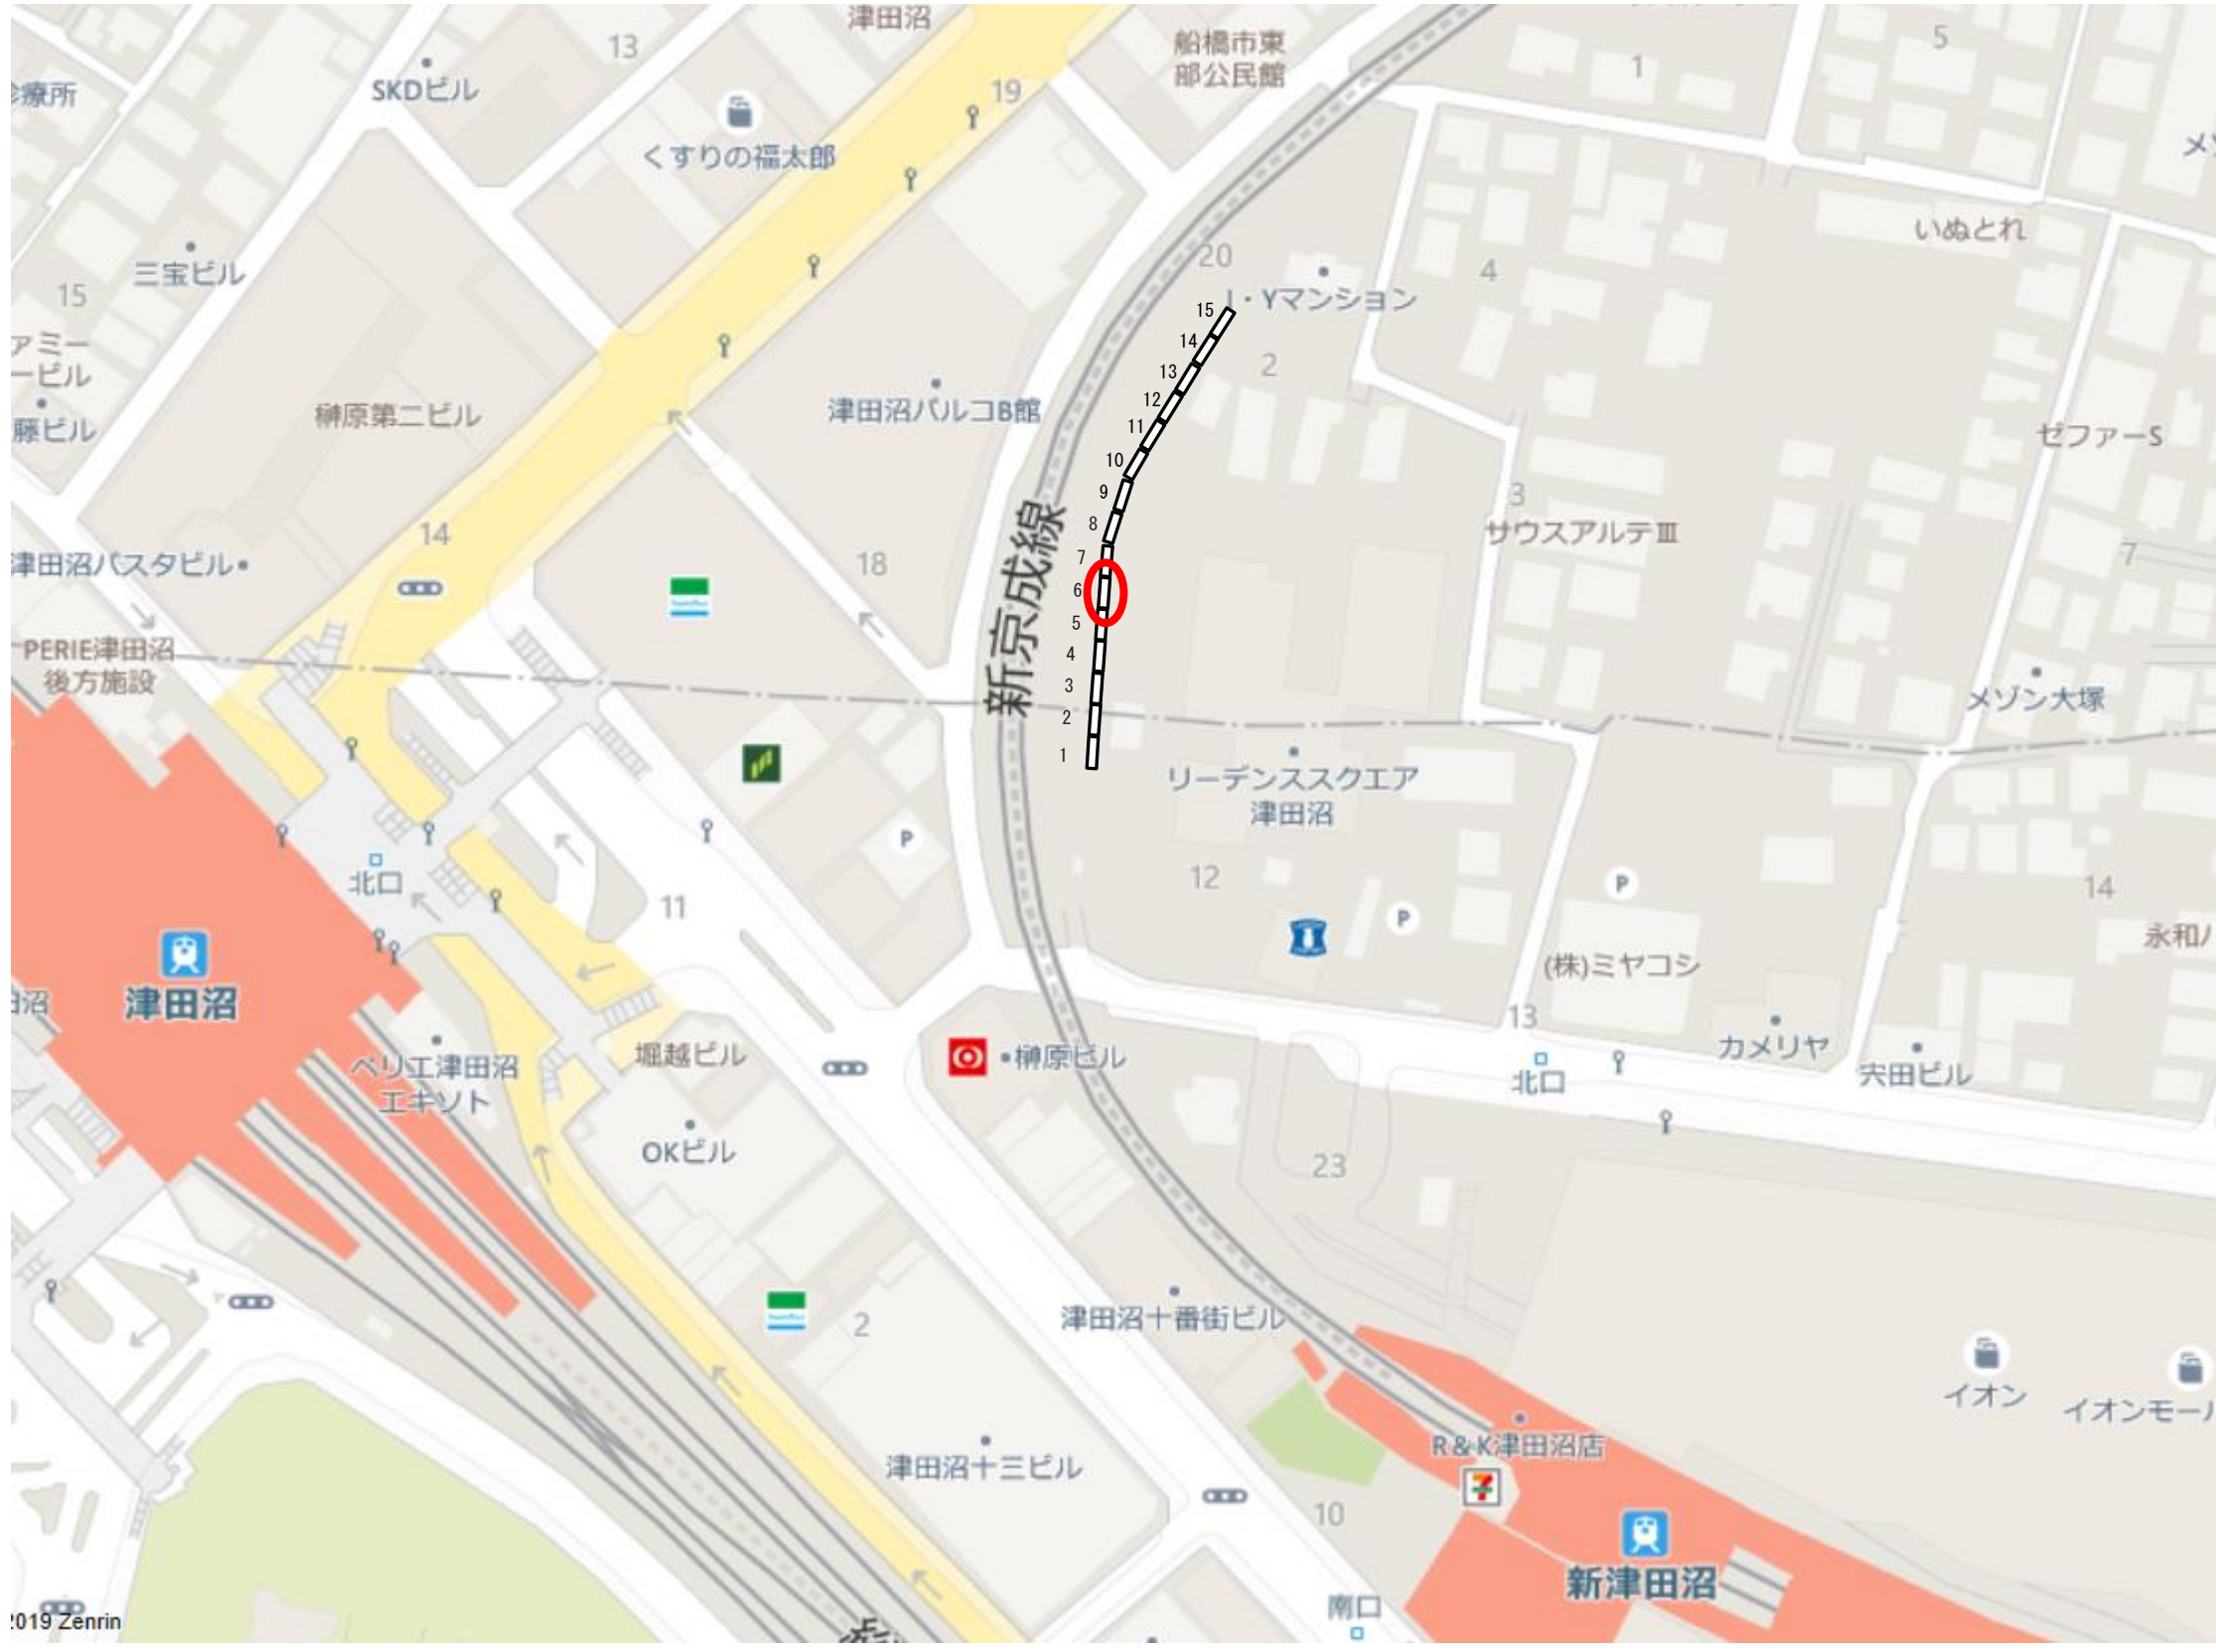 津田沼
13
SKDビル
診療所
船橋市東
部公民館
19
くすりの福太郎
1
5
三宝ビル
15
20
I・Yマンション
4
いぬとれ
15
14
13
12
11
10
9
8
7
6
5
4
3
2
1
2
ァミー
ービル
藤ビル
榊原第二ビル
津田沼パルコB館
ゼファーS
3
サウスアルテⅢ
7
14
18
津田沼パスタビル
新京成線
PERIE津田沼
後方施設
メゾン大塚
リーデンススクエア
津田沼
P
北口
11
12
P
P
14
永和ハ
(株)ミヤコシ
津田沼
13
カメリヤ
北口
宍田ビル
ペリエ津田沼
エキソト
堀越ビル
榊原ビル
OKビル
23
2
津田沼十番街ビル
イオン
イオンモール
津田沼十三ビル
R&K津田沼店
7
10
新津田沼
南口
2019 Zenrin